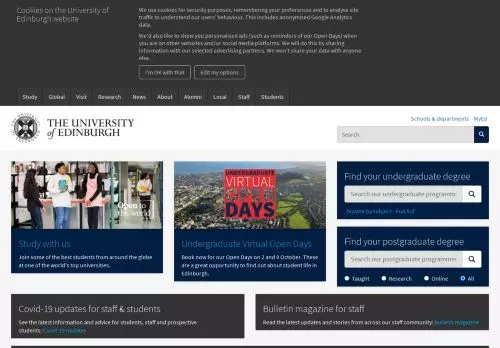 Cookies on the University of
Edinburgh website
We use cookies for security purposes, remembering your preferences and to analyse site
traffic to understand our users' behaviour. This includes anonymised Google Analytics
data.
We'd also like to show you personalised ads (such as reminders of our Open Days) when
you are on other websites and/or social media platforms. We will do this by sharing
information with our selected advertising partners. We won't share your data with
anyone else.
I'm OK with that
Edit my options
Study Global Visit Research News About Alumni Local Staff Students
THE UNIVERSITY
of EDINBURGH
Schools & departments MyEd
Search
Open to
the world
UNDERGRADUATE
VIRTUAL
OPEN
DAYS
Study with us
Join some of the best students from around the globe
at one of the world's top universities.
Undergraduate Virtual Open Days
Book now for our Open Days on 2 and 9 October. These
are a great opportunity to find out about student life in
Edinburgh.
Find your undergraduate degree
Search our undergraduate programme
Browse by subject Find A-Z
Find your postgraduate degree
Search our postgraduate programme
Taught Research Online All
Covid-19 updates for staff & students
See the latest information and advice for students, staff and prospective
students: Covid-19 updates
Bulletin magazine for staff
Read the latest updates and stories from across our staff community: Bulletin magazine